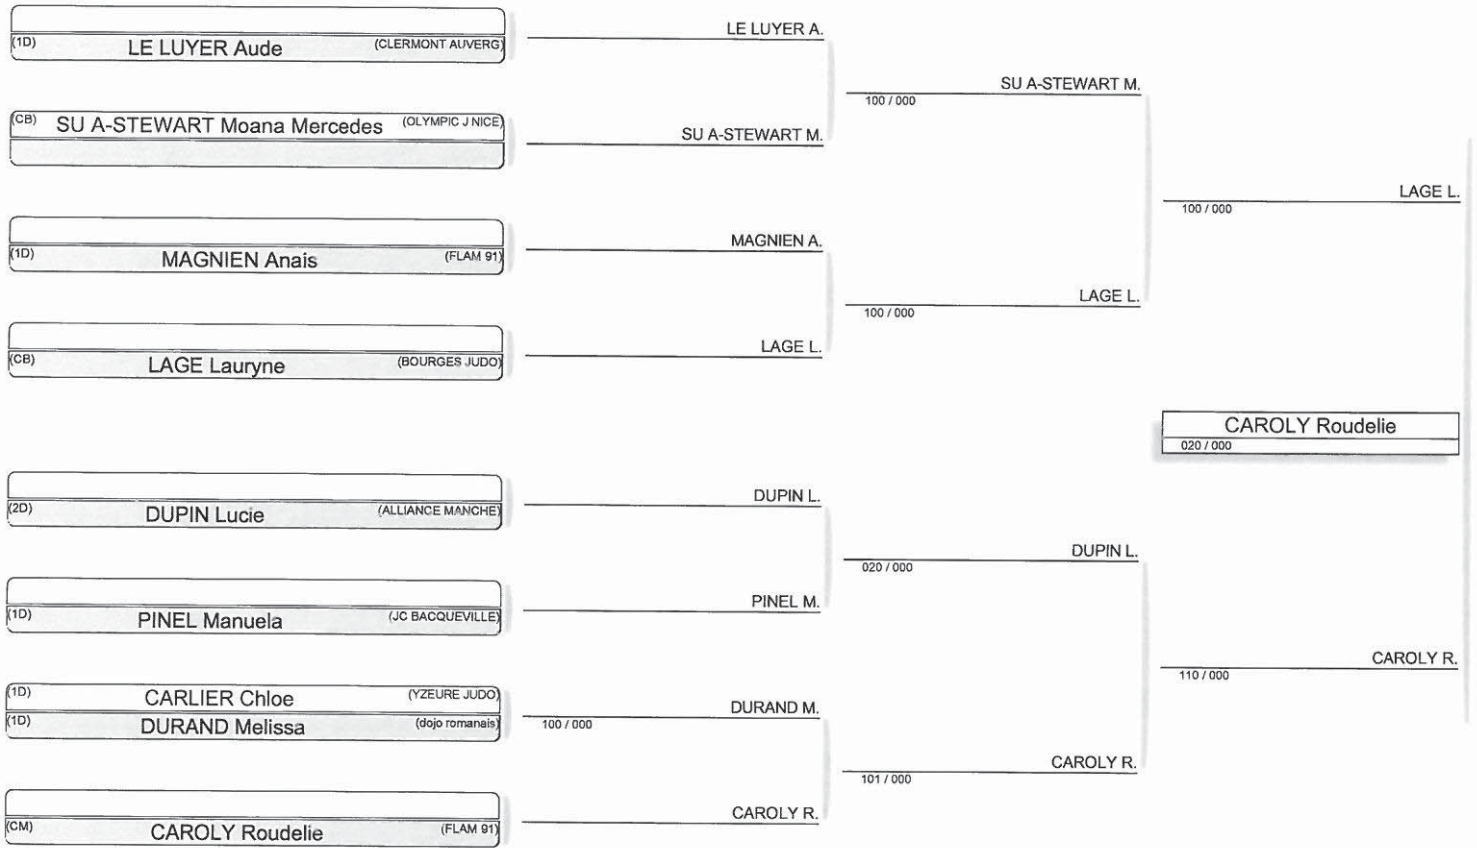 (1D) LE LUYER Aude (CLERMONT AUVERG)
(CB) SU A-STEWART Moana Mercedes (OLYMPIC J NICE)
(1D) MAGNIEN Anais (FLAM 91)
(CB) LAGE Lauryne (BOURGES JUDO)
(2D) DUPIN Lucie (ALLIANCE MANCHE)
(1D) PINEL Manuela (JC BACQUEVILLE)
(1D) CARLIER Chloe (YZEURE JUDO)
(1D) DURAND Melissa (dojo romanais)
(CM) CAROLY Roudelie (FLAM 91)
LE LUYER A.
SU A-STEWART M.
MAGNIEN A.
LAGE L.
DUPIN L.
PINEL M.
DURAND M.
100 / 000
CAROLY R.
SU A-STEWART M.
100 / 000
LAGE L.
100 / 000
DUPIN L.
020 / 000
CAROLY R.
101 / 000
LAGE L.
100 / 000
CAROLY Roudelie
020 / 000
CAROLY R.
110 / 000